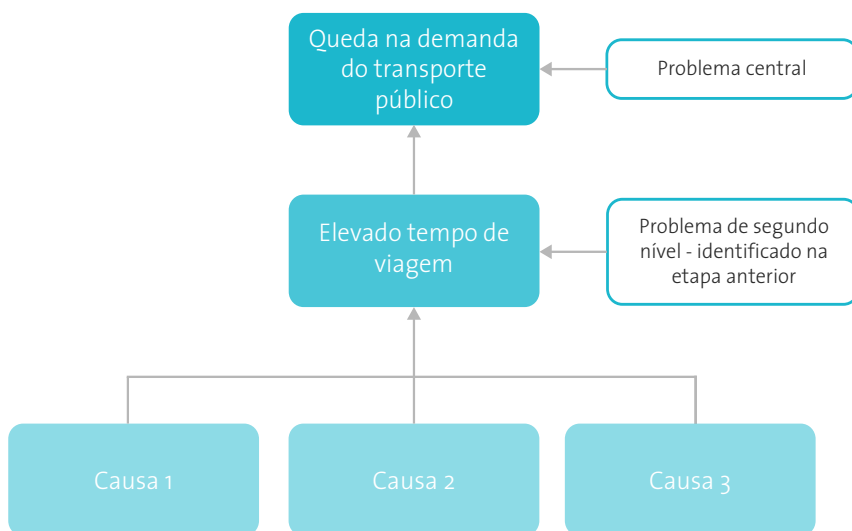 Queda na demanda
do transporte
público
Problema central
Elevado tempo de
viagem
Problema de segundo
nível - identificado na
etapa anterior
Causa 1
Causa 2
Causa 3